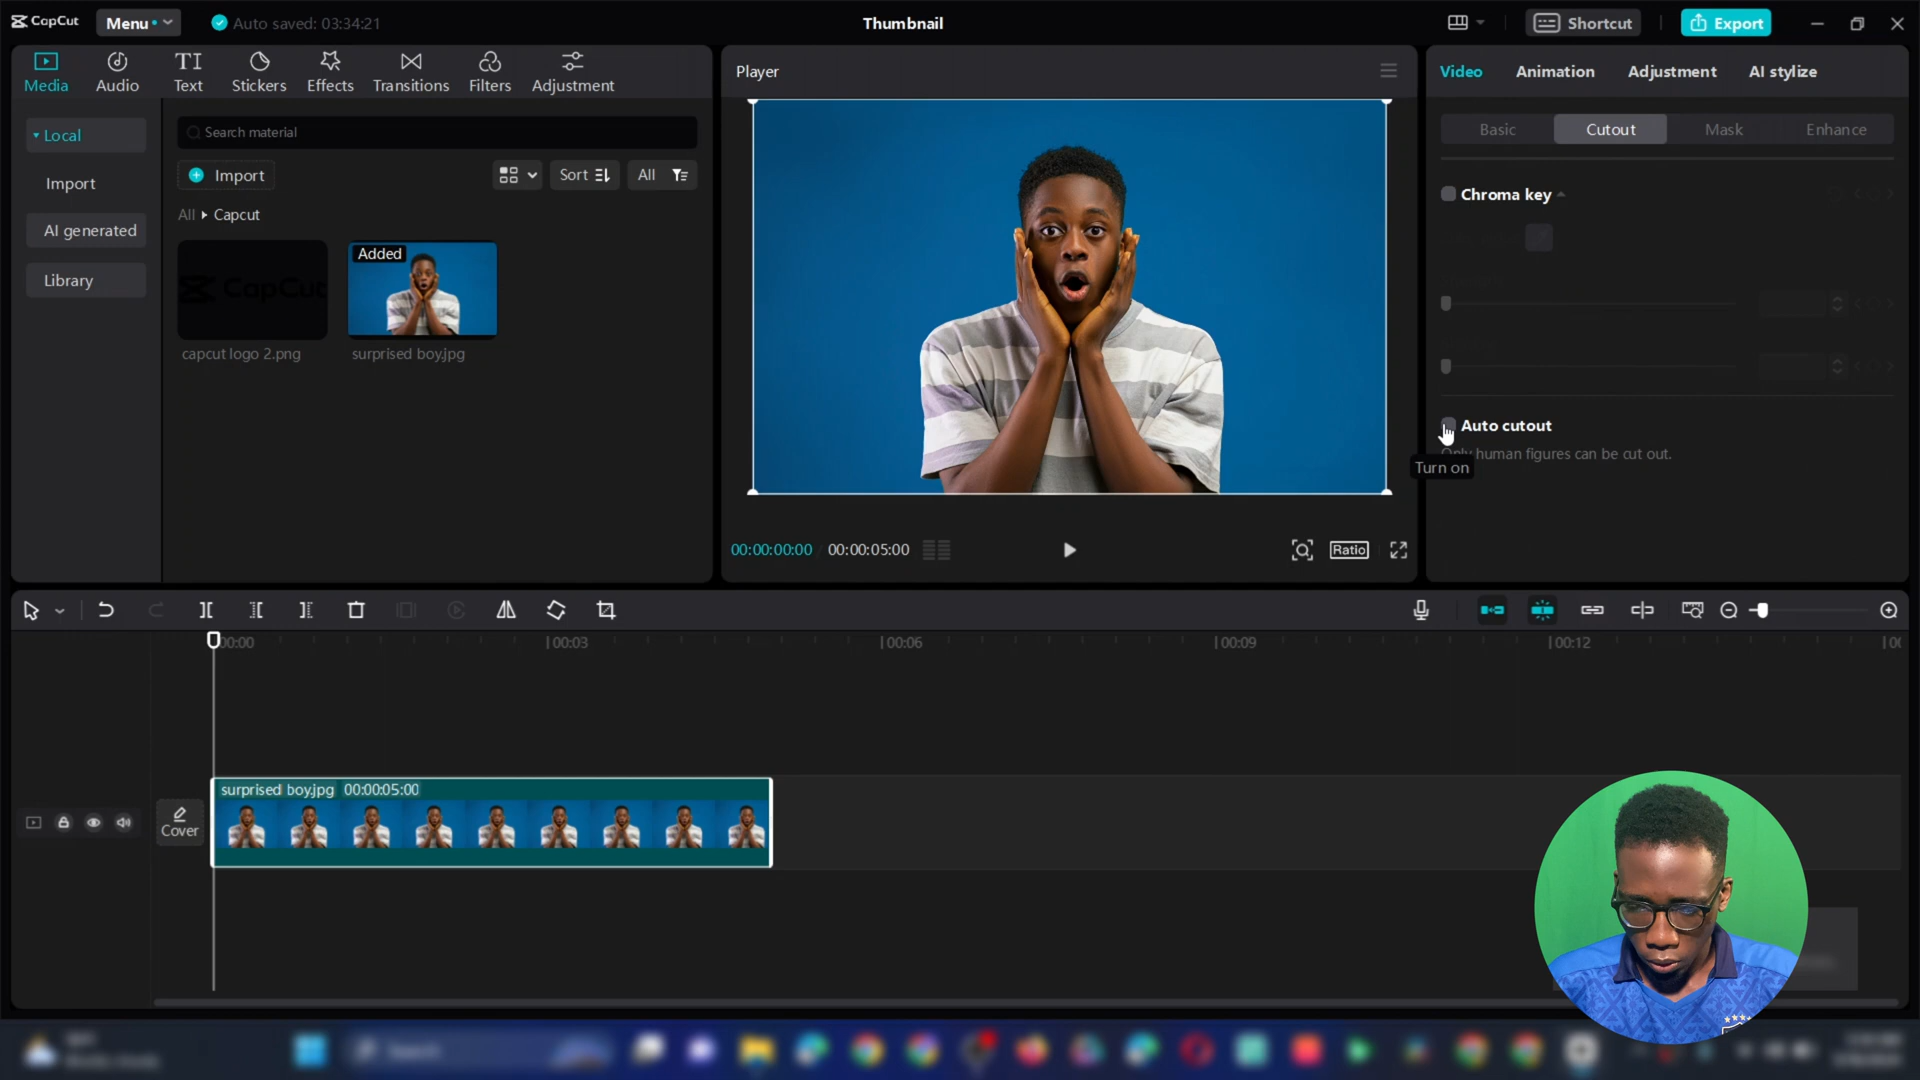 CapCut
Menu
Auto saved: 03:34:21
Thumbnail
Shortcut
Export
Media
Audio
TI
Text
Stickers
Effects
Transitions
Filters
Adjustment
Local
Import
AI generated
Library
Search material
Import
Sort
All
All
Capcut
CapCut
Added
capcut logo 2.png
surprised boy.jpg
Player
00:00:00:00
00:00:05:00
Ratio
Video
Animation
Adjustment
AI stylize
Basic
Cutout
Mask
Enhance
Chroma key
Auto cutout
Only human figures can be cut out.
Turn on
00:00
00:03
00:06
00:09
00:12
Cover
surprised boy.jpg 00:00:05:00
Search